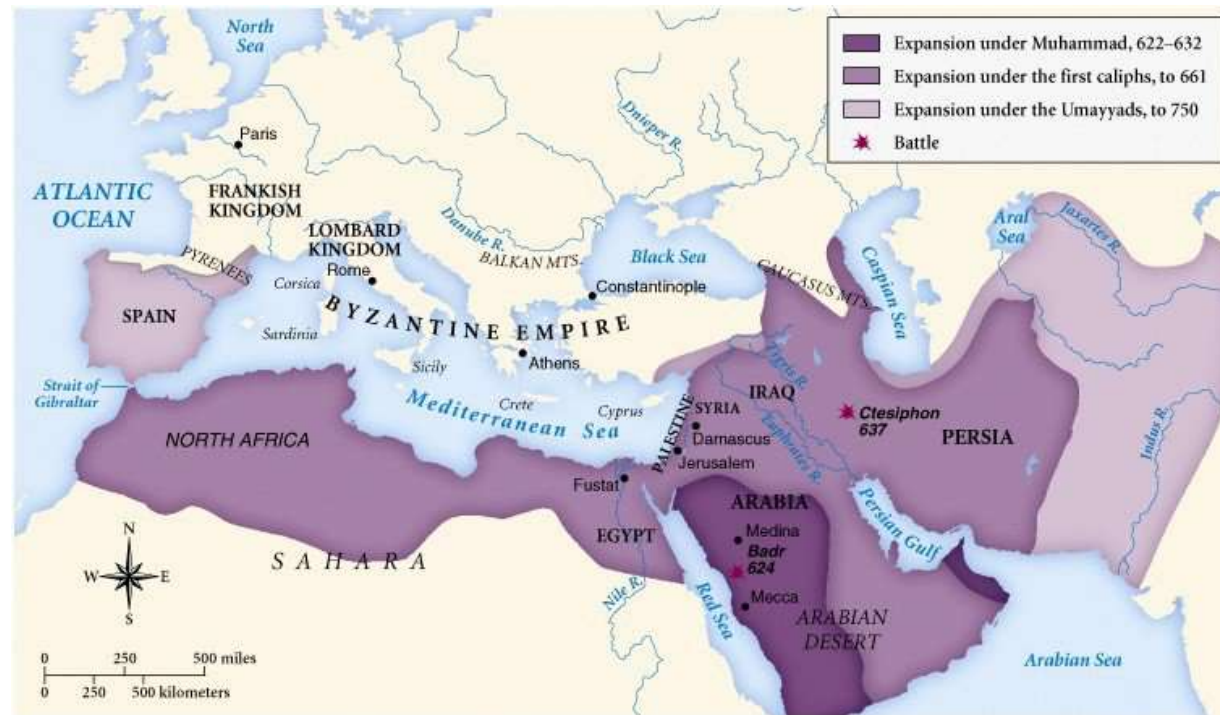 Expansion under Muhammad, 622–632
Expansion under the first caliphs, to 661
Expansion under the Umayyads, to 750
Battle
North
Sea
Paris
ATLANTIC
OCEAN
FRANKISH
KINGDOM
LOMBARD
KINGDOM
PYRENEES
Corsica
Rome
SPAIN
Sardinia
Strait of
Gibraltar
Sicily
BYZANTINE EMPIRE
Athens
Crete
Cyprus
Mediterranean Sea
Danube R.
BALKAN MTS.
Dnieper R.
Black Sea
Constantinople
CAUCASUS MTS.
Caspian Sea
Aral
Sea
Jaxartes R.
Tigris R.
IRAQ
Euphrates R.
SYRIA
PALESTINE
Damascus
Jerusalem
Ctesiphon
637
PERSIA
Indus R.
NORTH AFRICA
Fustat
EGYPT
Nile R.
SAHARA
ARABIA
Medina
Badr
624
Mecca
Red Sea
ARABIAN
DESERT
Persian Gulf
Arabian Sea
N
W
E
S
0 250 500 miles
0 250 500 kilometers